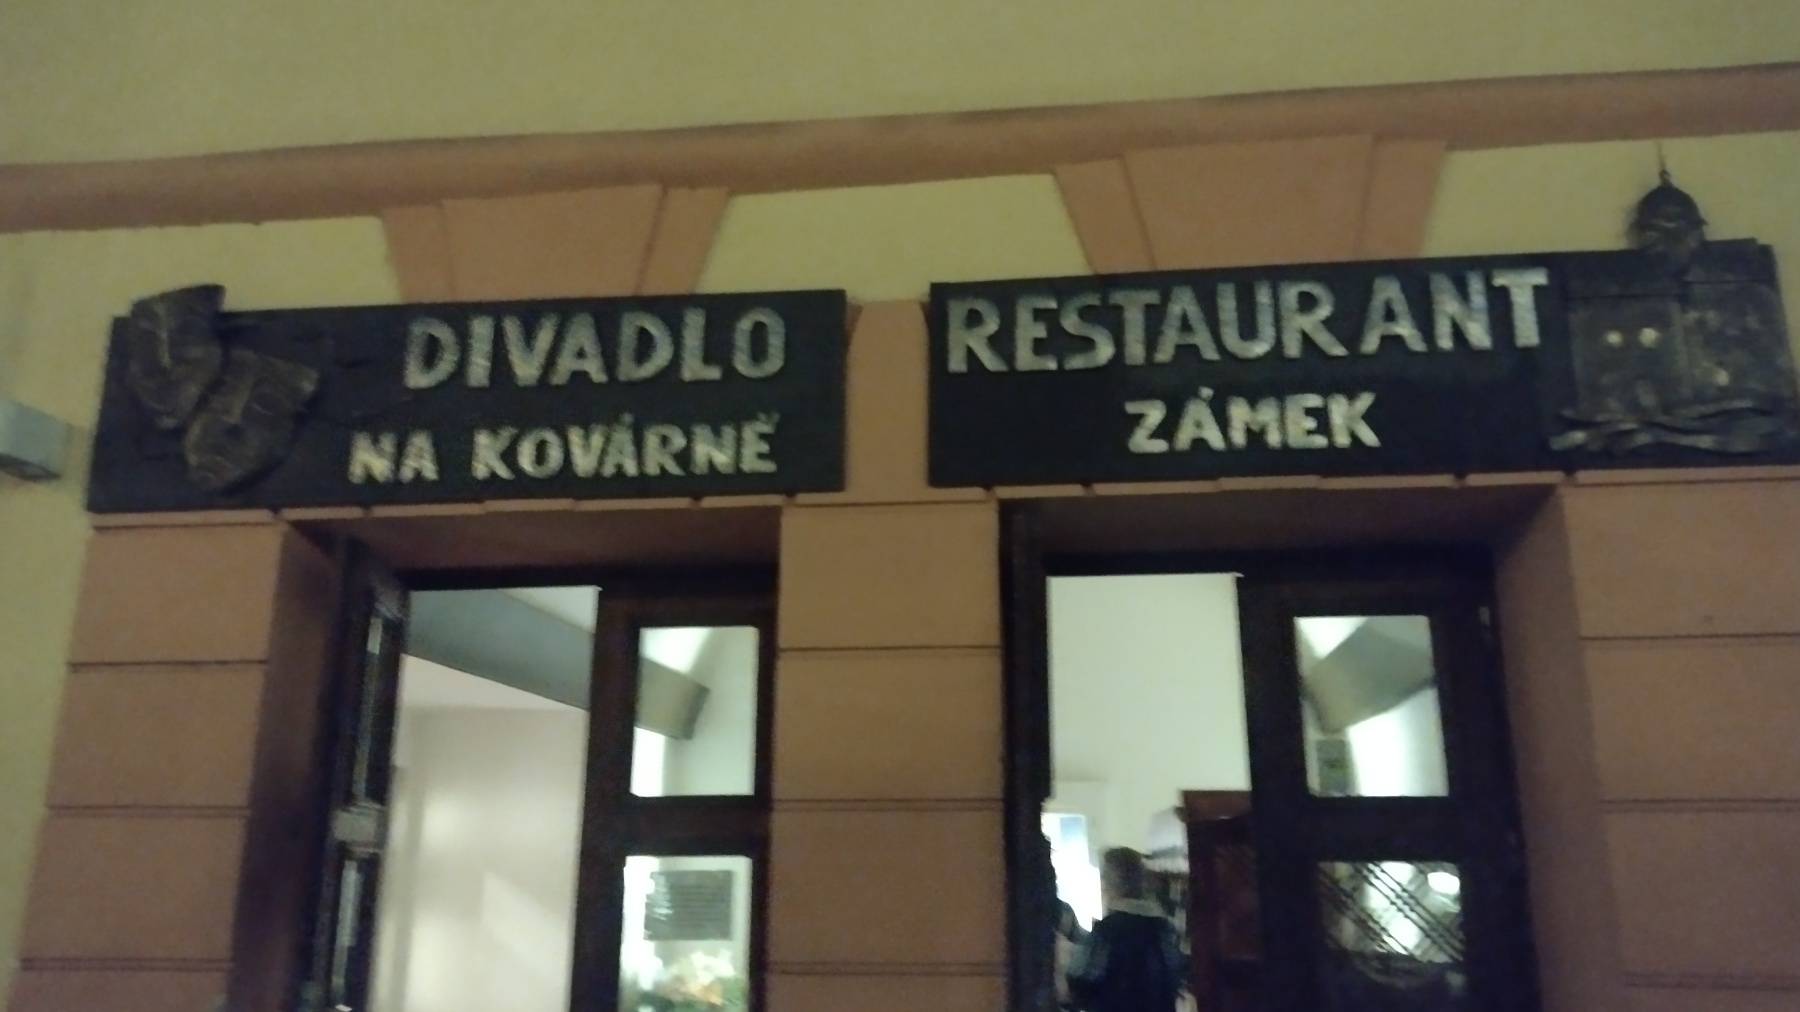 DIVADLO
NA KOVÁRNĚ
RESTAURANT
ZÁMEK